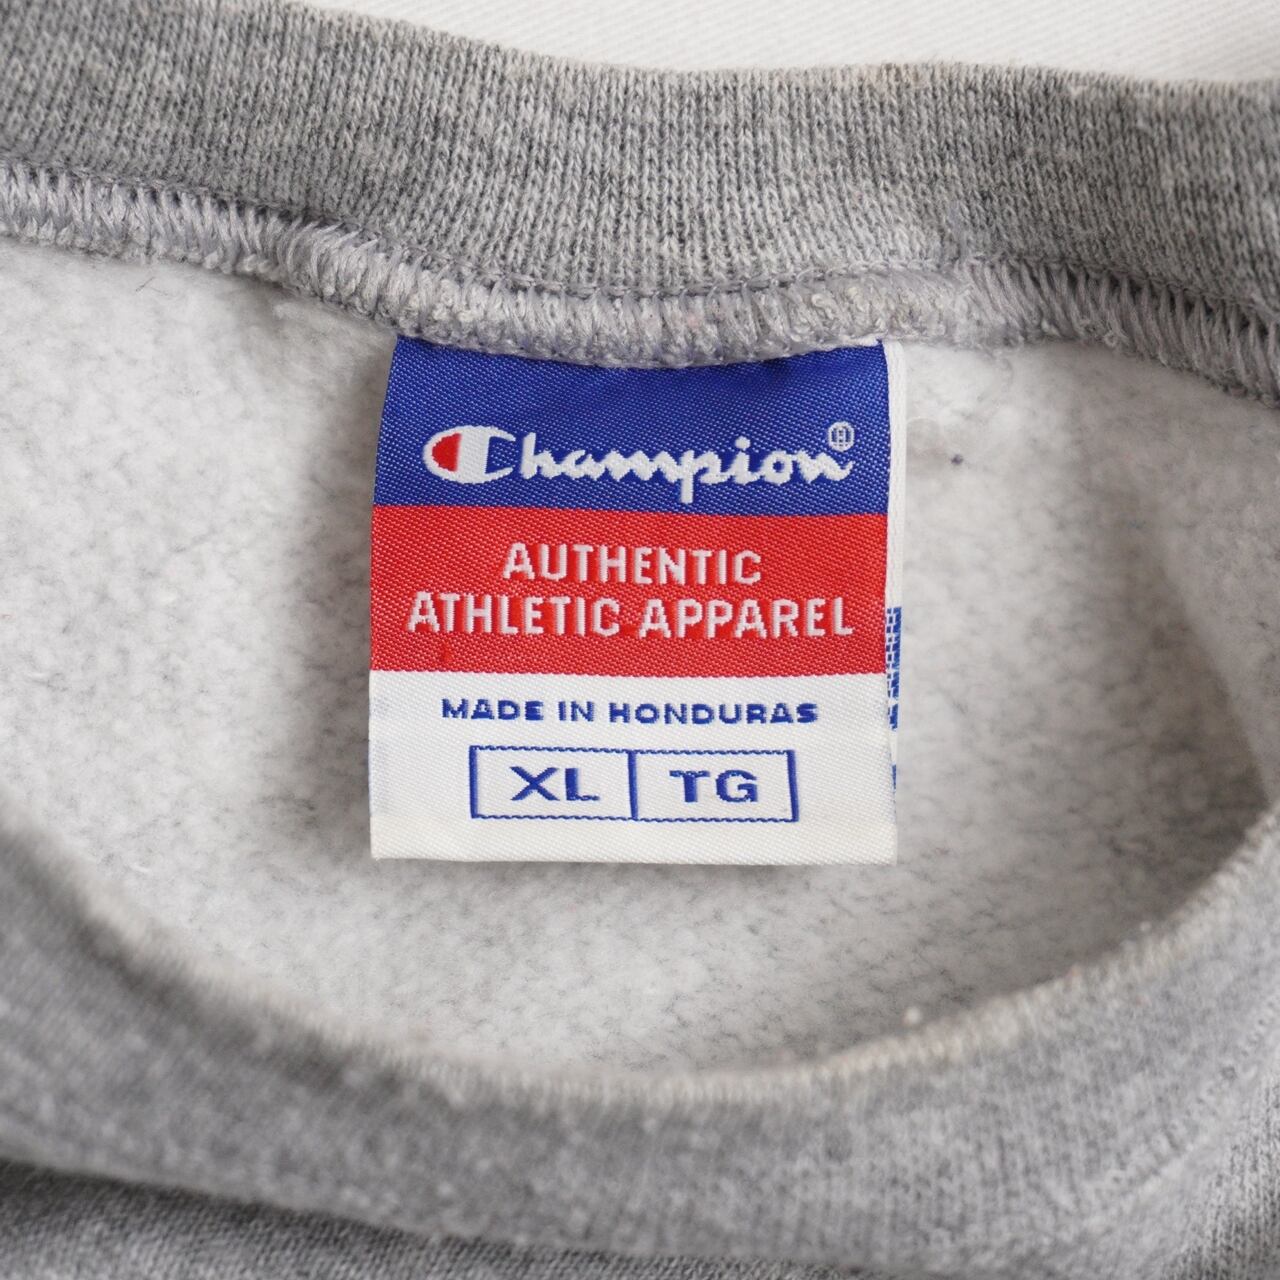 Champion®
AUTHENTIC
ATHLETIC APPAREL
MADE IN HONDURAS
XL TG